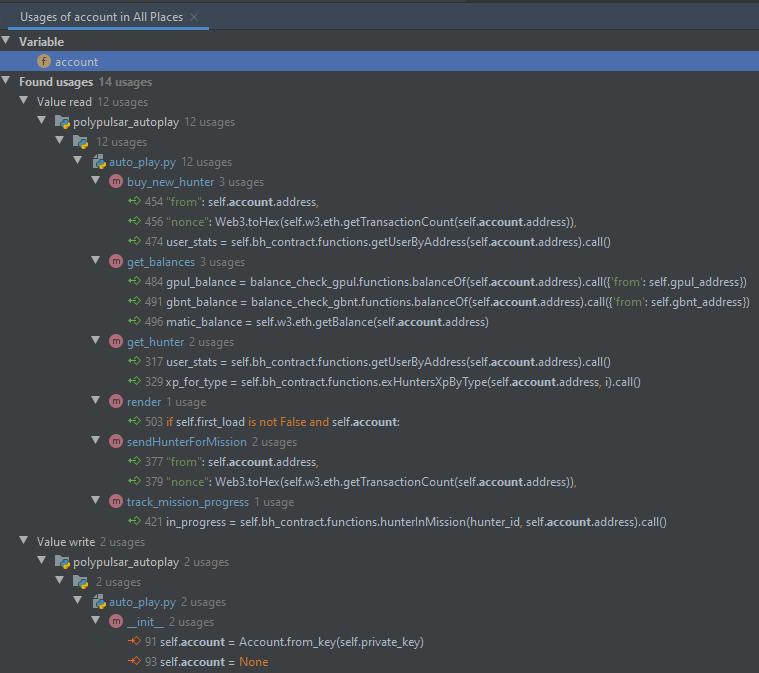 Usages of account in All Places
Variable
f account
Found usages 14 usages
Value read 12 usages
polypulsar_autoplay 12 usages
12 usages
auto_play.py 12 usages
m buy_new_hunter 3 usages
454 "from": self.account.address,
456 "nonce": Web3.toHex(self.w3.eth.getTransactionCount(self.account.address)),
474 user_stats = self.bh_contract.functions.getUserByAddress(self.account.address).call()
m get_balances 3 usages
484 gpul_balance = balance_check_gpul.functions.balanceOf(self.account.address).call({'from': self.gpul_address})
491 gbnt_balance = balance_check_gbnt.functions.balanceOf(self.account.address).call({'from': self.gbnt_address})
496 matic_balance = self.w3.eth.getBalance(self.account.address)
m get_hunter 2 usages
317 user_stats = self.bh_contract.functions.getUserByAddress(self.account.address).call()
329 xp_for_type = self.bh_contract.functions.exHuntersXpByType(self.account.address, i).call()
m render 1 usage
503 if self.first_load is not False and self.account:
m sendHunterForMission 2 usages
377 "from": self.account.address,
379 "nonce": Web3.toHex(self.w3.eth.getTransactionCount(self.account.address)),
m track_mission_progress 1 usage
421 in_progress = self.bh_contract.functions.hunterInMission(hunter_id, self.account.address).call()
Value write 2 usages
polypulsar_autoplay 2 usages
2 usages
auto_play.py 2 usages
m __init__ 2 usages
91 self.account = Account.from_key(self.private_key)
93 self.account = None